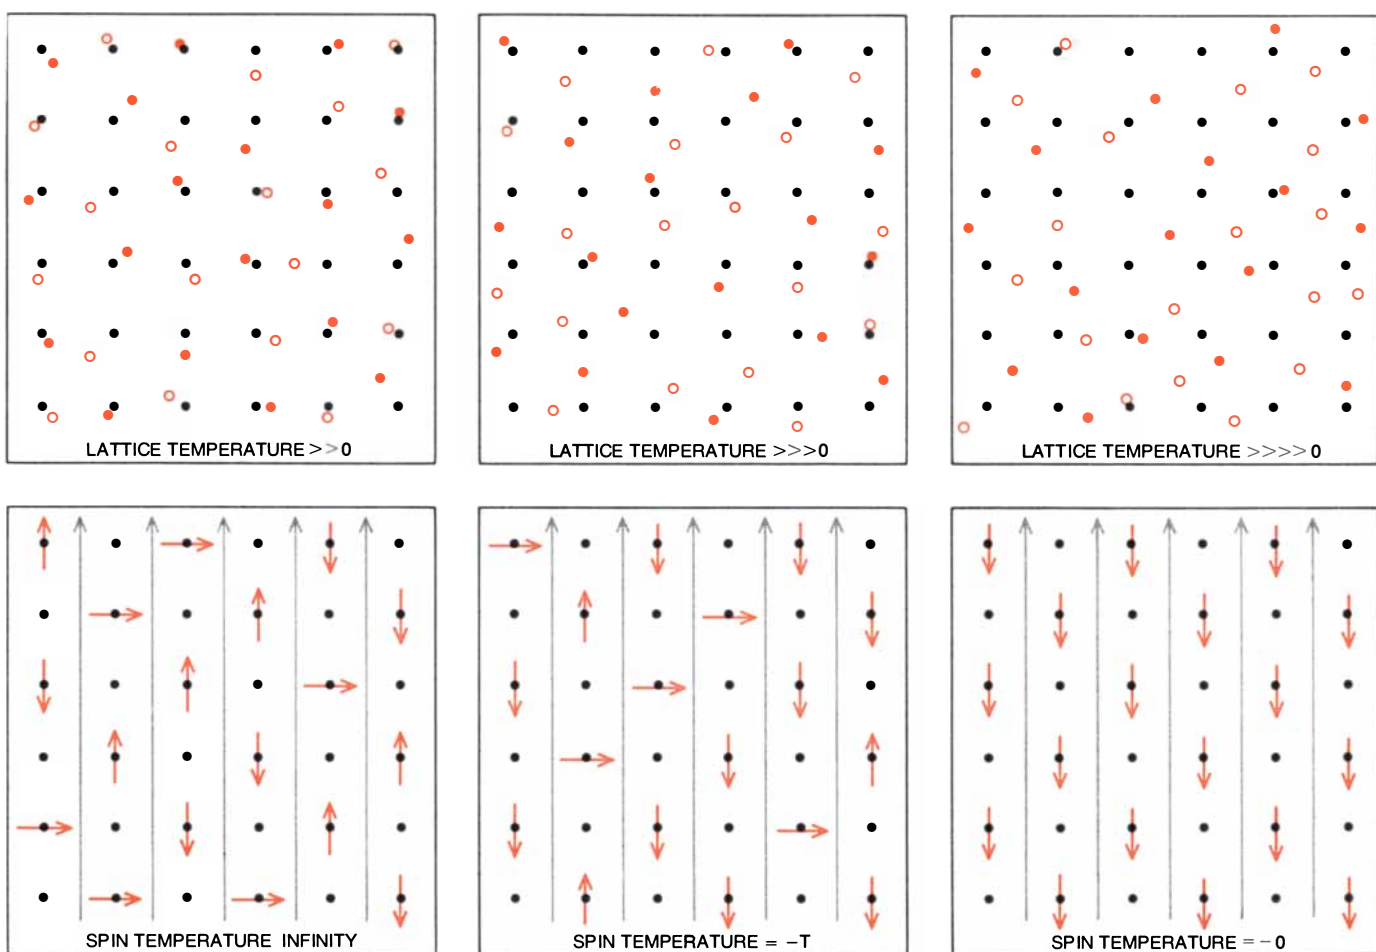 LATTICE TEMPERATURE >>0
LATTICE TEMPERATURE >>>0
LATTICE TEMPERATURE >>>>0
SPIN TEMPERATURE INFINITY
SPIN TEMPERATURE = –T
SPIN TEMPERATURE = –0